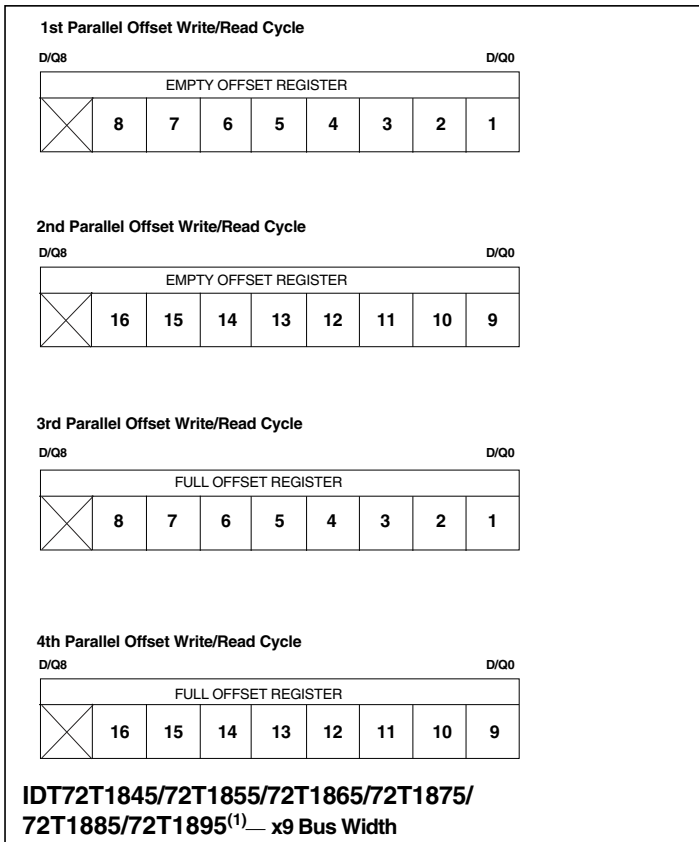 1st Parallel Offset Write/Read Cycle
D/Q8 D/Q0
EMPTY OFFSET REGISTER
8 7 6 5 4 3 2 1
2nd Parallel Offset Write/Read Cycle
D/Q8 D/Q0
EMPTY OFFSET REGISTER
16 15 14 13 12 11 10 9
3rd Parallel Offset Write/Read Cycle
D/Q8 D/Q0
FULL OFFSET REGISTER
8 7 6 5 4 3 2 1
4th Parallel Offset Write/Read Cycle
D/Q8 D/Q0
FULL OFFSET REGISTER
16 15 14 13 12 11 10 9
IDT72T1845/72T1855/72T1865/72T1875/
72T1885/72T1895(1)— x9 Bus Width